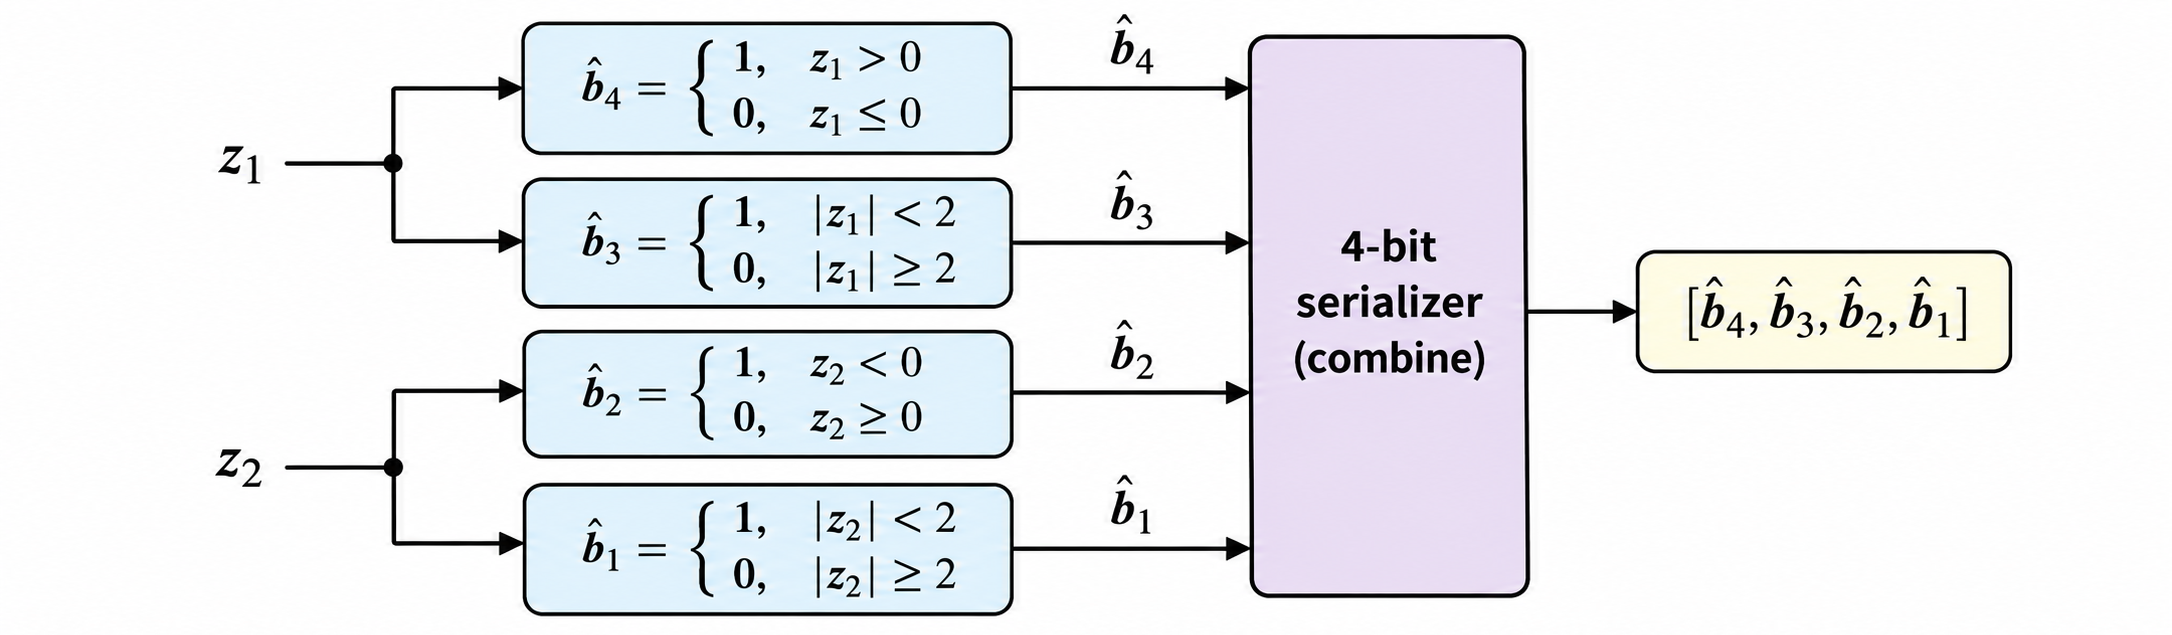 z₁
b̂₄ = { 1, z₁ > 0
0, z₁ ≤ 0
b̂₄
b̂₃ = { 1, |z₁| < 2
0, |z₁| ≥ 2
b̂₃
z₂
b̂₂ = { 1, z₂ < 0
0, z₂ ≥ 0
b̂₂
b̂₁ = { 1, |z₂| < 2
0, |z₂| ≥ 2
b̂₁
4-bit
serializer
(combine)
[b̂₄, b̂₃, b̂₂, b̂₁]